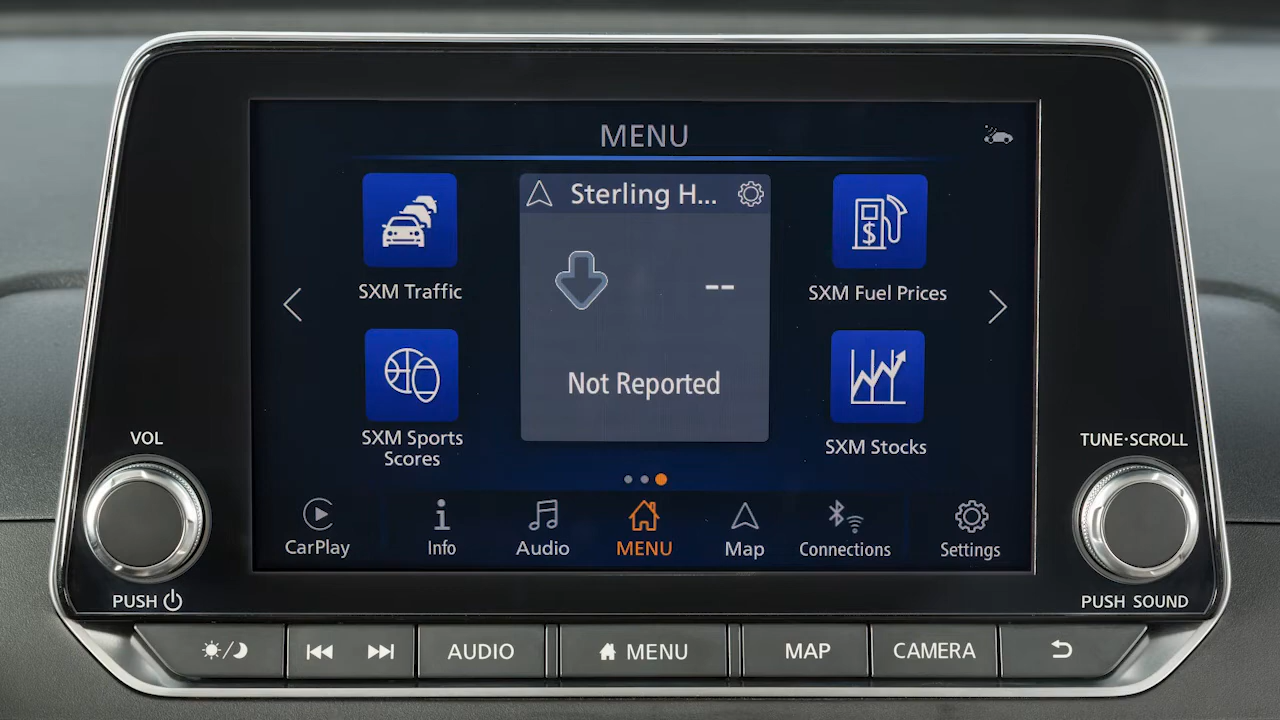 MENU
Sterling H...
SXM Traffic
--
SXM Fuel Prices
Not Reported
SXM Sports
Scores
SXM Stocks
VOL
TUNE·SCROLL
CarPlay
Info
Audio
MENU
Map
Connections
Settings
PUSH
PUSH SOUND
AUDIO
MENU
MAP
CAMERA